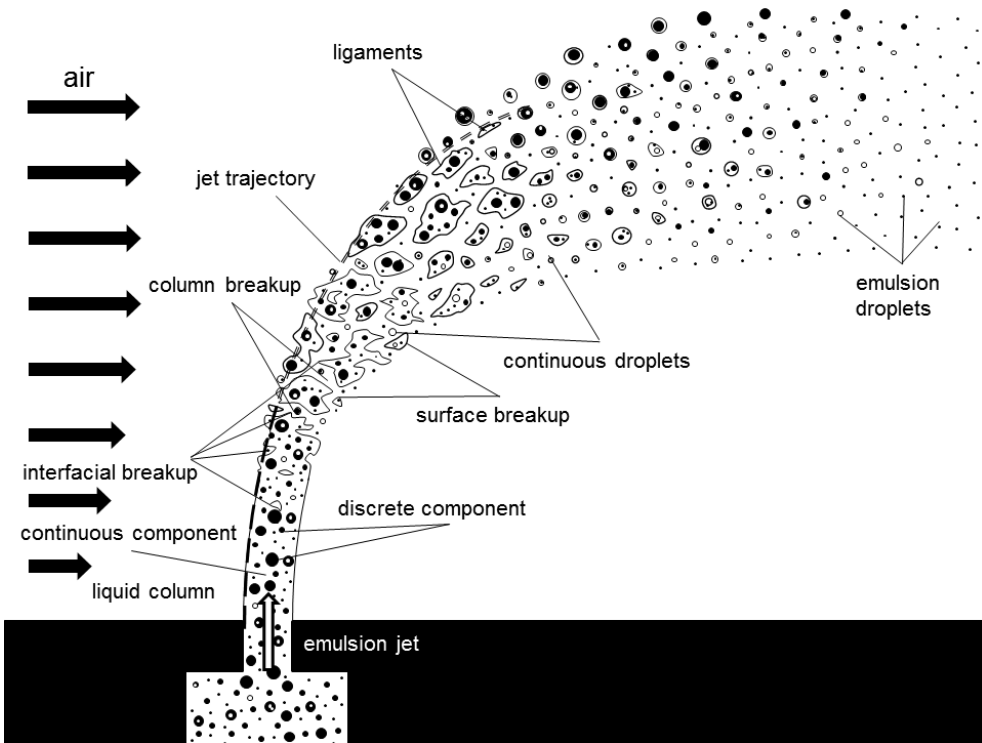 ligaments
air
jet trajectory
column breakup
emulsion
droplets
continuous droplets
surface breakup
interfacial breakup
discrete component
continuous component
liquid column
emulsion jet